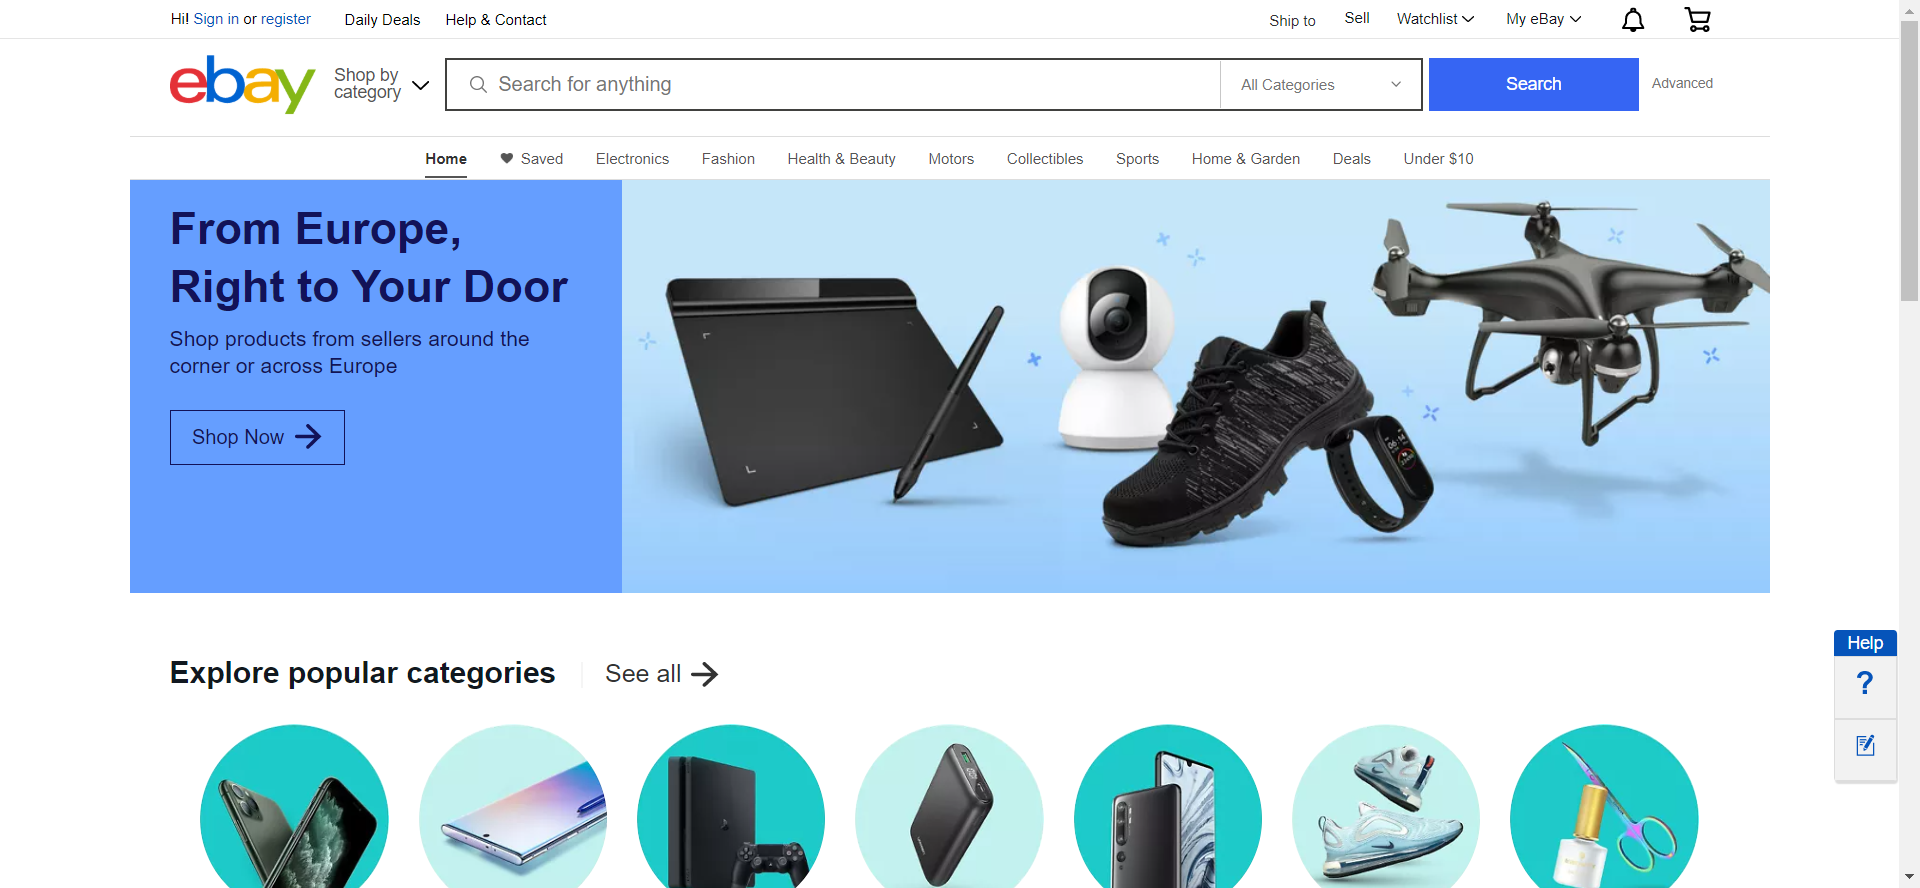 Hi! Sign in or register
Daily Deals
Help & Contact
Ship to
Sell
Watchlist
My eBay
ebay
Shop by
category
Search for anything
All Categories
Search
Advanced
Home
Saved
Electronics
Fashion
Health & Beauty
Motors
Collectibles
Sports
Home & Garden
Deals
Under $10
From Europe,
Right to Your Door
Shop products from sellers around the
corner or across Europe
Shop Now
Explore popular categories
See all
Help
?